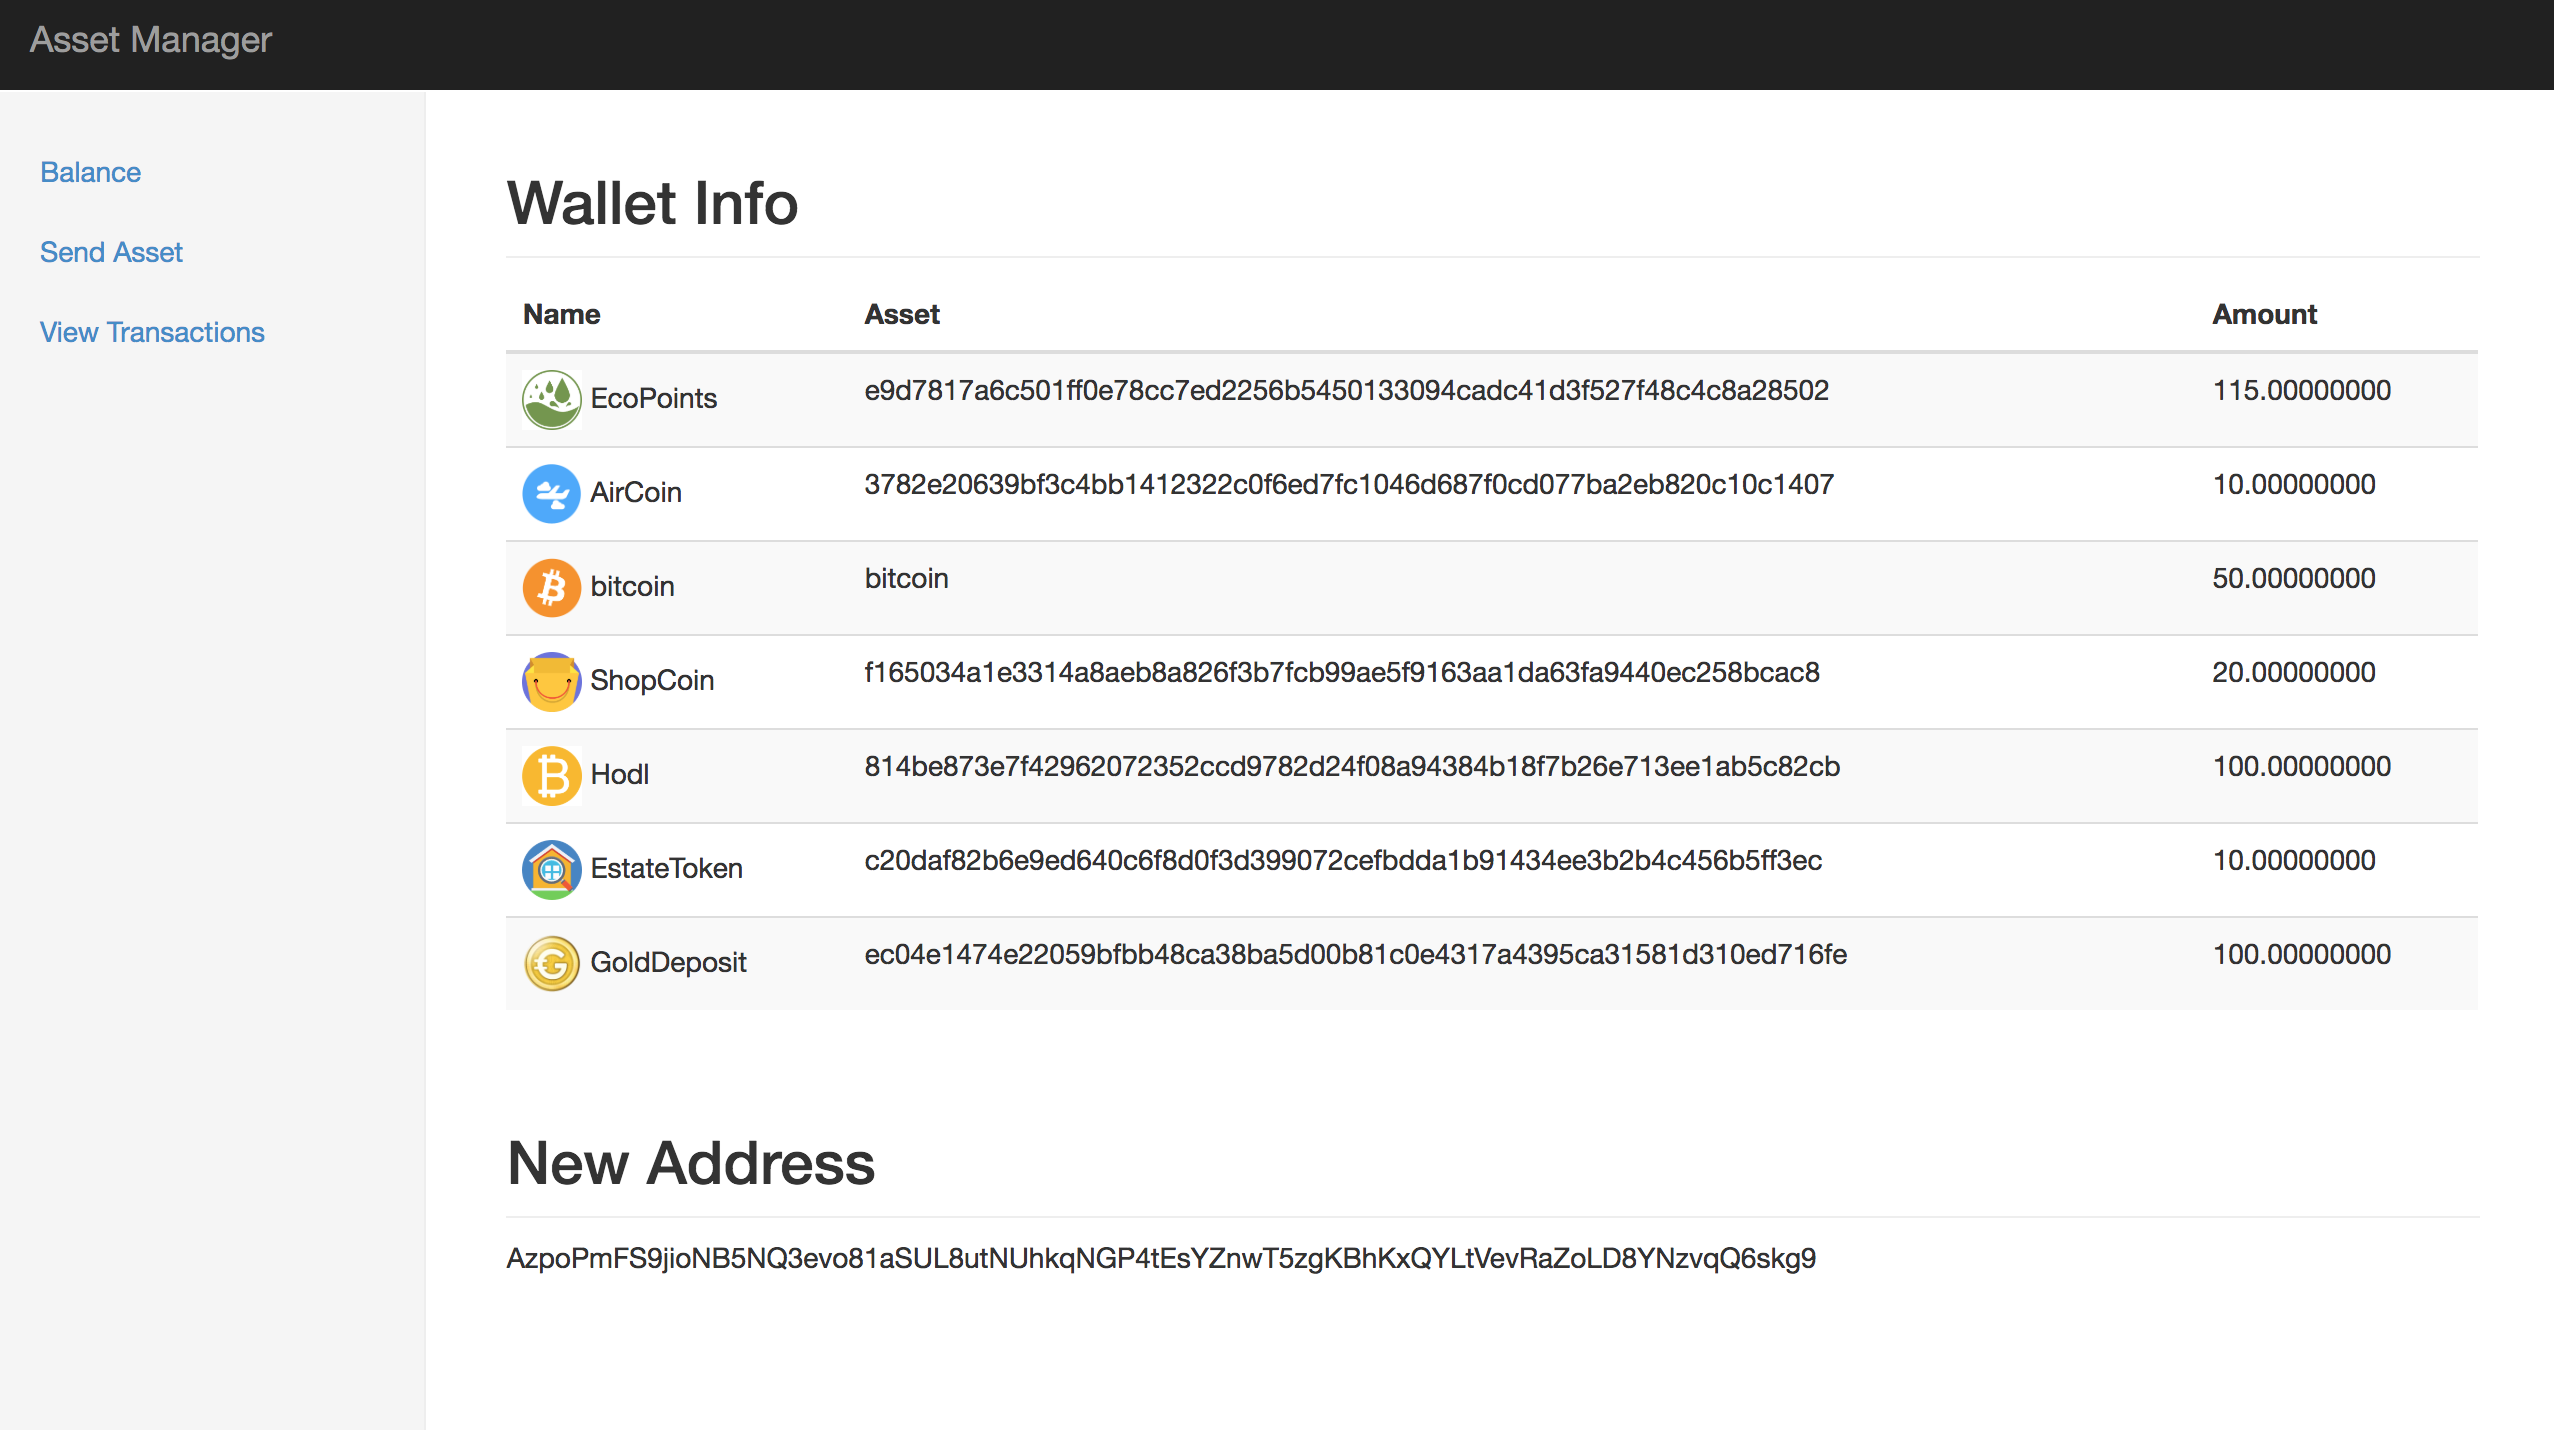 Asset Manager
Balance
Send Asset
View Transactions
Wallet Info
Name Asset Amount
EcoPoints e9d7817a6c501ff0e78cc7ed2256b5450133094cadc41d3f527f48c4c8a28502 115.00000000
AirCoin 3782e20639bf3c4bb1412322c0f6ed7fc1046d687f0cd077ba2eb820c10c1407 10.00000000
bitcoin bitcoin 50.00000000
ShopCoin f165034a1e3314a8aeb8a826f3b7fcb99ae5f9163aa1da63fa9440ec258bcac8 20.00000000
Hodl 814be873e7f42962072352ccd9782d24f08a94384b18f7b26e713ee1ab5c82cb 100.00000000
EstateToken c20daf82b6e9ed640c6f8d0f3d399072cefbdda1b91434ee3b2b4c456b5ff3ec 10.00000000
GoldDeposit ec04e1474e22059bfbb48ca38ba5d00b81c0e4317a4395ca31581d310ed716fe 100.00000000
New Address
AzpoPmFS9jioNB5NQ3evo81aSUL8utNUhkqNGP4tEsYZnwT5zgKBhKxQYLtVevRaZoLD8YNzvqQ6skg9